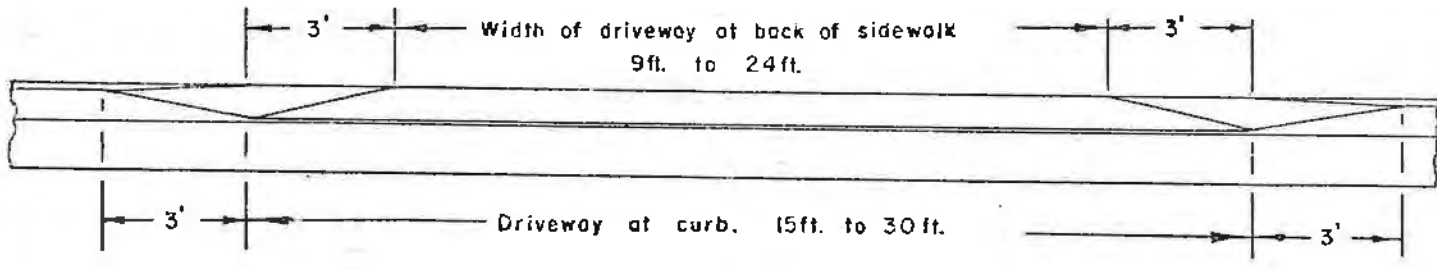 3' Width of driveway at back of sidewalk 3'
9ft. to 24ft.
3' Driveway at curb. 15ft. to 30ft. 3'